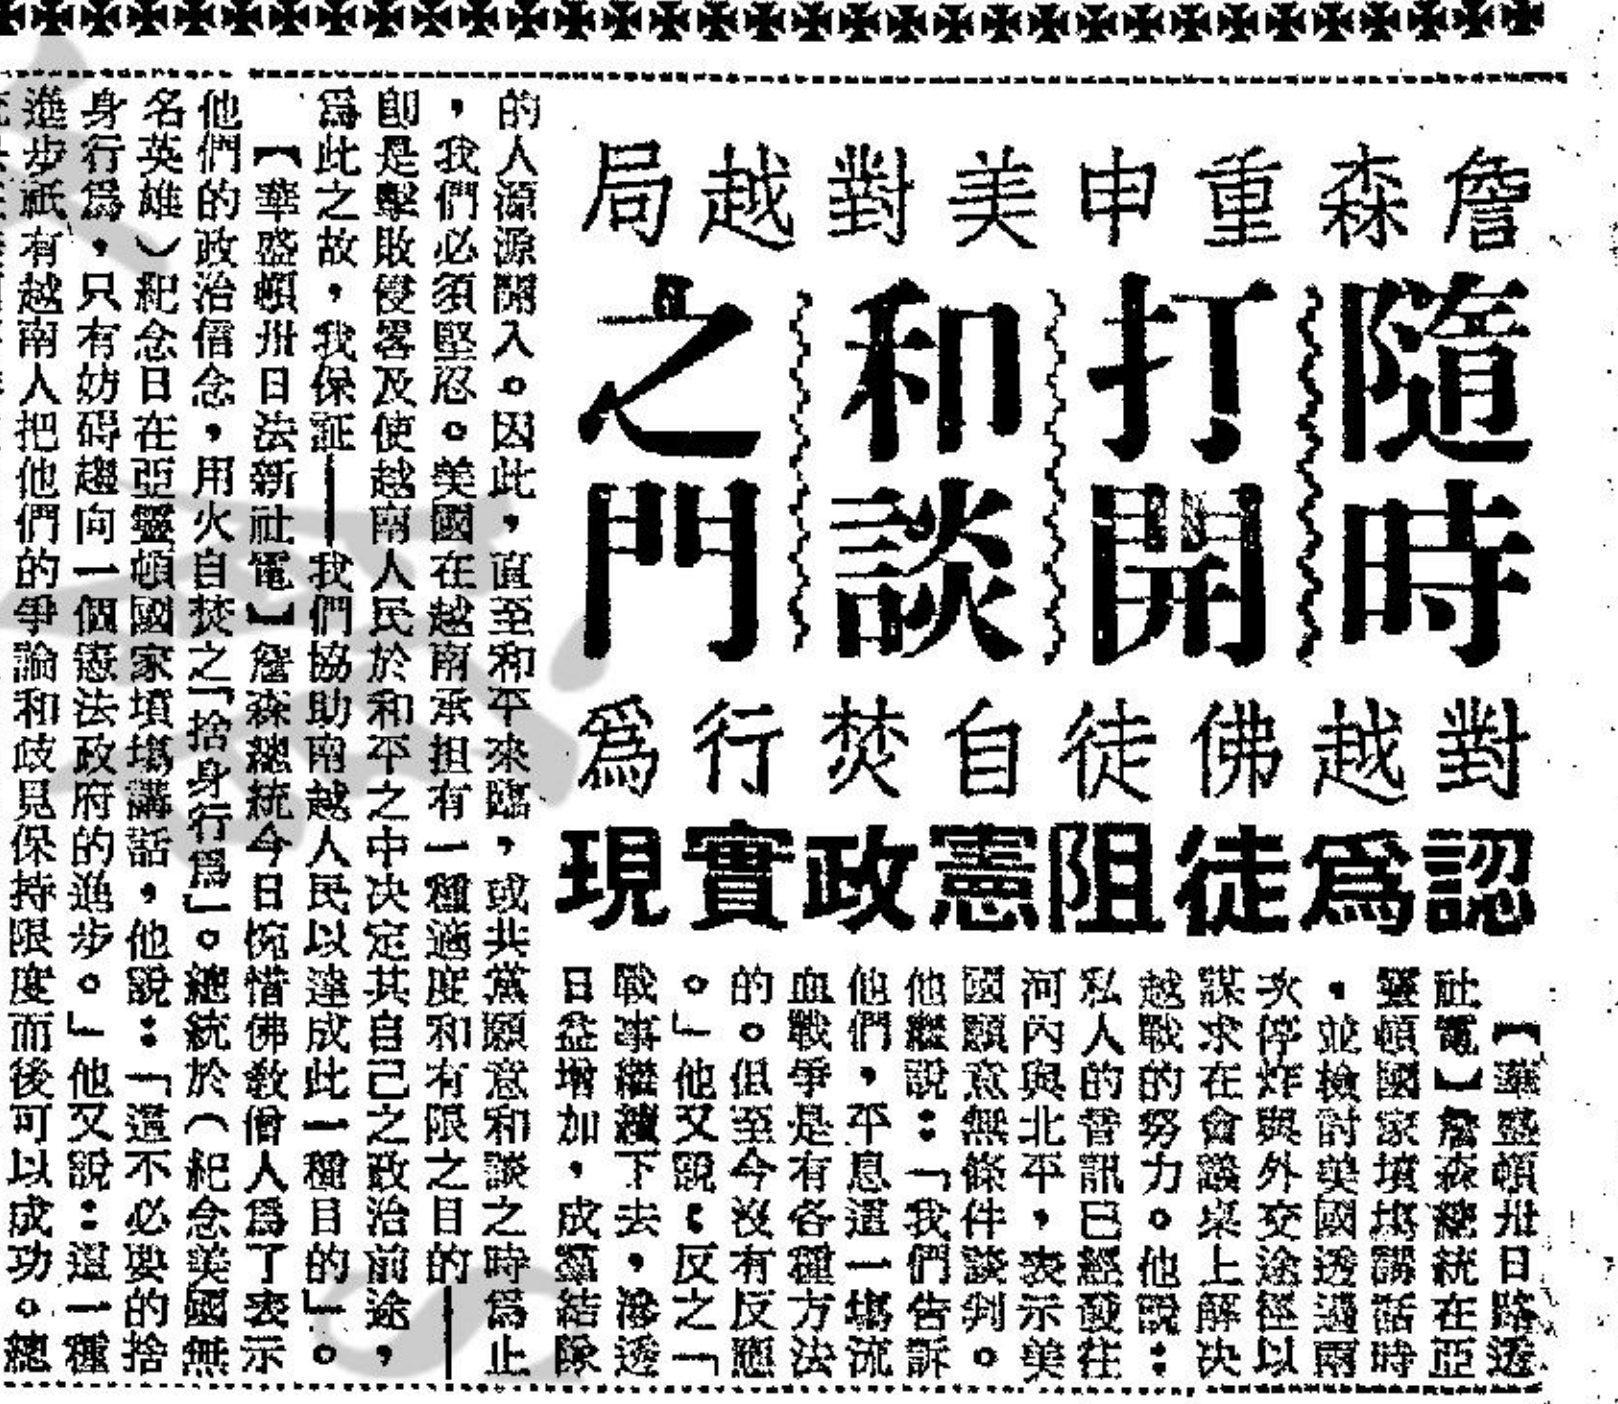 詹森重申美對越局
隨時
打開
和談
之門
對越佛徒自焚行為
認為徒阻憲政實現
【華盛頓卅日路透
社電】詹森總統在亞
靈頓國家墳塲講話時
，並檢討美國透過兩
次停炸與外交途徑以
謀求在會議桌上解决
越戰的努力。他說：
私人的音訊已經發往
河內與北平，表示美
國願意無條件談判。
他繼說：「我們告訴
他們，平息這一塲流
血戰爭是有各種方法
的。但至今沒有反應
。」他又說：反之「
戰事繼續下去，滲透
日益增加，成羣結隊
的人源源開入。因此，直至和平來臨，或共黨願意和談之時為止
，我們必須堅忍。美國在越南承担有一種適度和有限之目的—
即是擊敗侵畧及使越南人民於和平之中决定其自己之政治前途，
為此之故，我保証——我們協助南越人民以達成此一種目的」。
【華盛頓卅日法新社電】詹森總統今日惋惜佛教僧人為了表示
他們的政治信念，用火自焚之「捨身行為」。總統於（紀念美國無
名英雄）紀念日在亞靈頓國家墳塲講話，他說：「這不必要的捨
身行為，只有妨碍趨向一個憲法政府的進步。」他又說：這一種
進步祇有越南人把他們的爭論和歧見保持限度而後可以成功。總